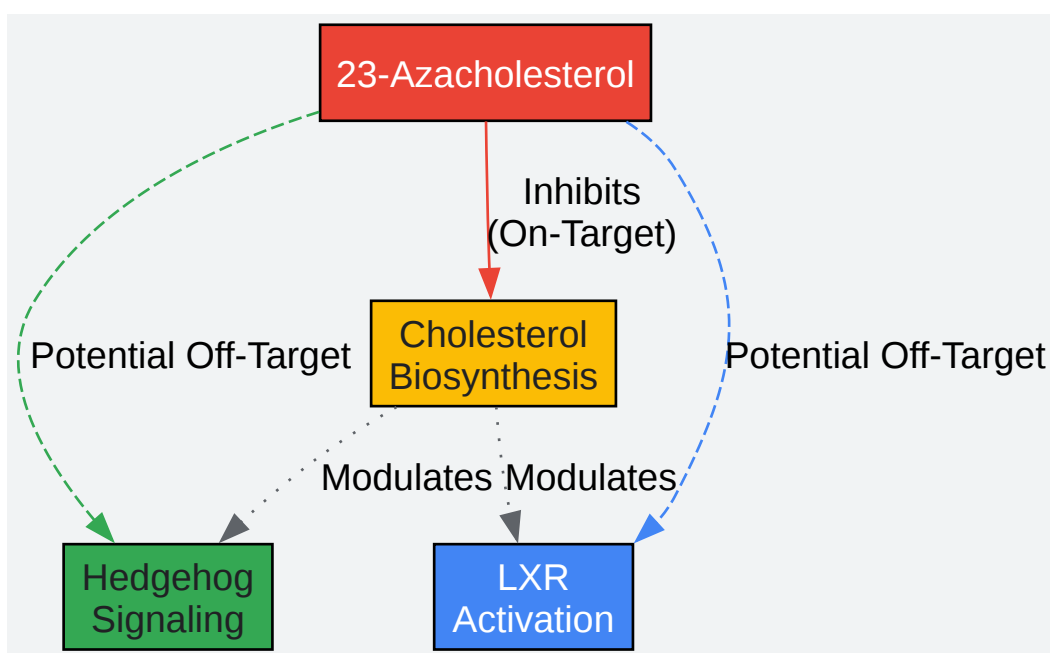 23-Azacholesterol
Inhibits
(On-Target)
Potential Off-Target
Cholesterol
Biosynthesis
Potential Off-Target
Modulates
Modulates
Hedgehog
Signaling
LXR
Activation